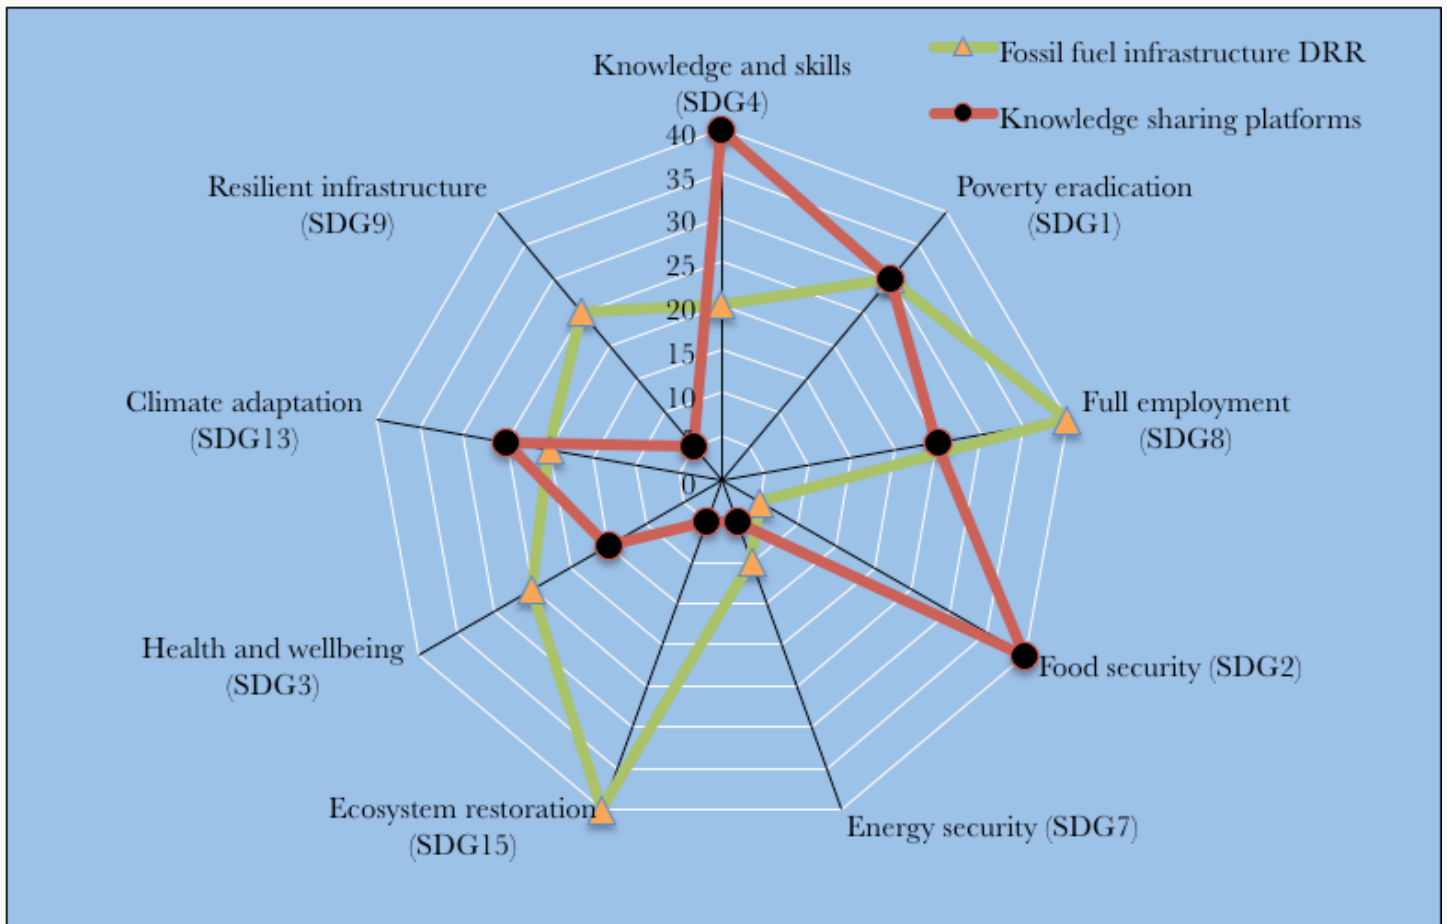 Fossil fuel infrastructure DRR
Knowledge sharing platforms
Knowledge and skills
(SDG4)
Poverty eradication
(SDG1)
Full employment
(SDG8)
Food security (SDG2)
Energy security (SDG7)
Ecosystem restoration
(SDG15)
Health and wellbeing
(SDG3)
Climate adaptation
(SDG13)
Resilient infrastructure
(SDG9)
40
35
30
25
20
15
10
0